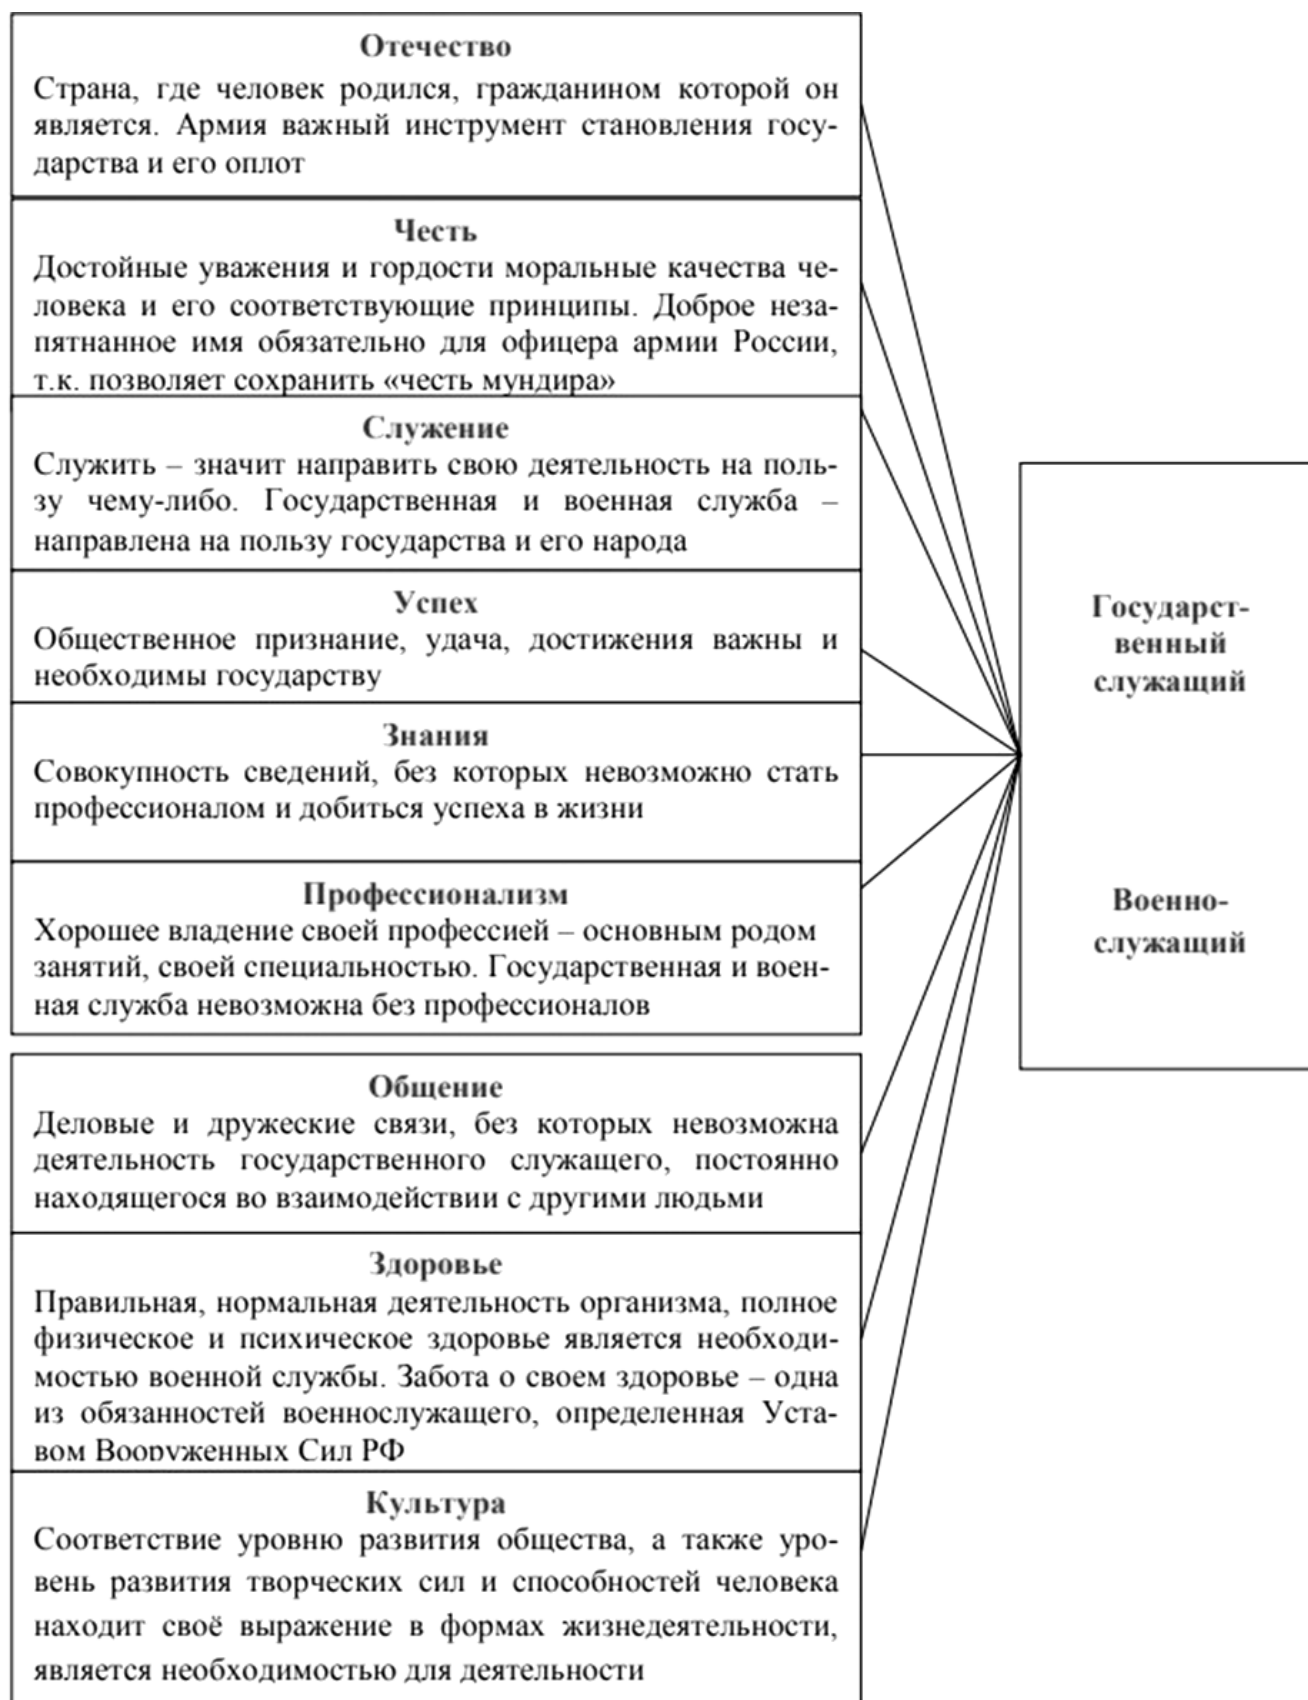 Отечество
Страна, где человек родился, гражданином которой он
является. Армия важный инструмент становления госу-
дарства и его оплот
Честь
Достойные уважения и гордости моральные качества че-
ловека и его соответствующие принципы. Доброе неза-
пятнанное имя обязательно для офицера армии России,
т.к. позволяет сохранить «честь мундира»
Служение
Служить – значит направить свою деятельность на поль-
зу чему-либо. Государственная и военная служба –
направлена на пользу государства и его народа
Успех
Общественное признание, удача, достижения важны и
необходимы государству
Знания
Совокупность сведений, без которых невозможно стать
профессионалом и добиться успеха в жизни
Профессионализм
Хорошее владение своей профессией – основным родом
занятий, своей специальностью. Государственная и воен-
ная служба невозможна без профессионалов
Общение
Деловые и дружеские связи, без которых невозможна
деятельность государственного служащего, постоянно
находящегося во взаимодействии с другими людьми
Здоровье
Правильная, нормальная деятельность организма, полное
физическое и психическое здоровье является необходи-
мостью военной службы. Забота о своем здоровье – одна
из обязанностей военнослужащего, определенная Уста-
вом Вооруженных Сил РФ
Культура
Соответствие уровню развития общества, а также уро-
вень развития творческих сил и способностей человека
находит своё выражение в формах жизнедеятельности,
является необходимостью для деятельности
Государст-
венный
служащий
Военно-
служащий